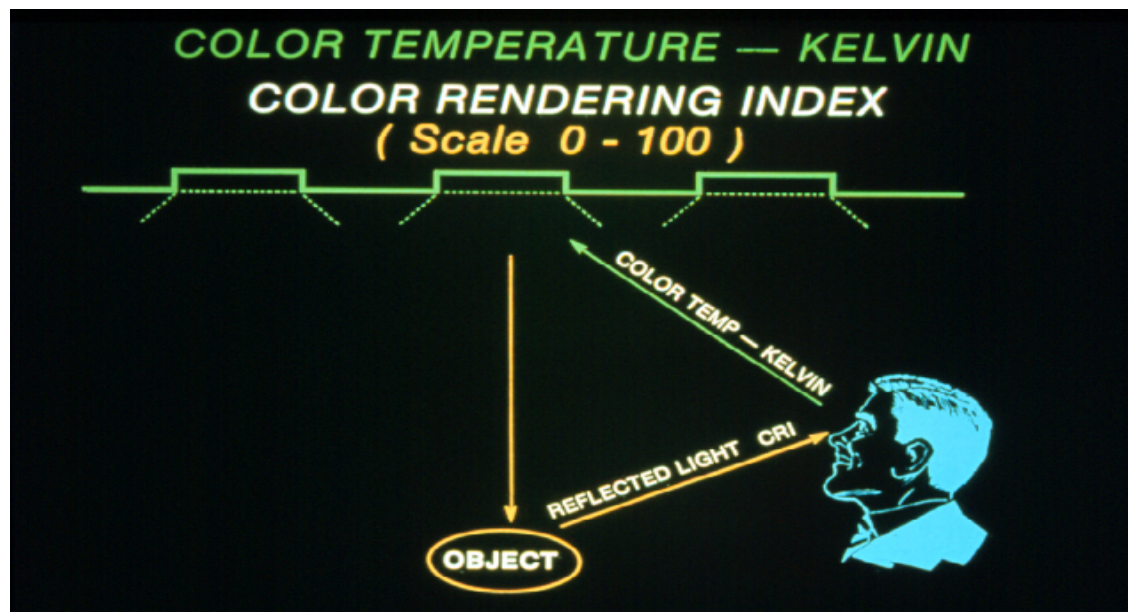 COLOR TEMPERATURE — KELVIN
COLOR RENDERING INDEX
( Scale 0 - 100 )
COLOR TEMP — KELVIN
REFLECTED LIGHT CRI
OBJECT